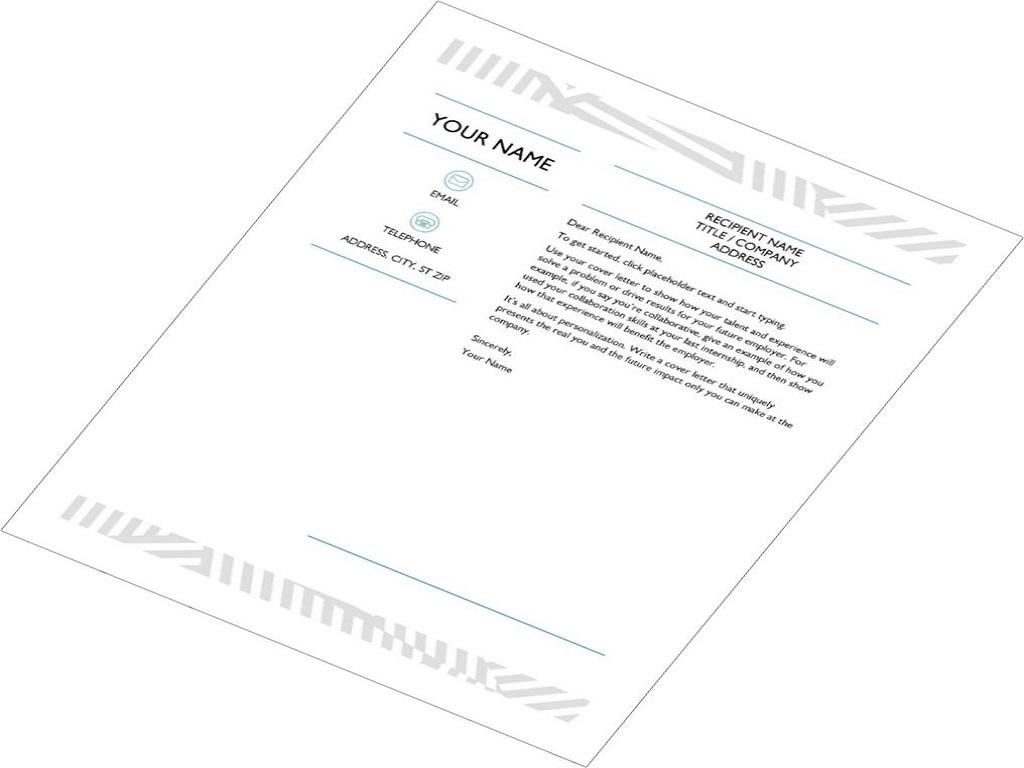 YOUR NAME
EMAIL
TELEPHONE
ADDRESS, CITY, ST ZIP
RECIPIENT NAME
TITLE / COMPANY
ADDRESS
Dear Recipient Name,
To get started, click placeholder text and start typing.
Use your cover letter to show how your talent and experience will
solve a problem or drive results for your future employer. For
example, if you say you're collaborative, give an example of how you
used your collaboration skills at your last internship, and then show
how that experience will benefit the employer.
It's all about personalization. Write a cover letter that uniquely
presents the real you and the future impact only you can make at the
company.
Sincerely,
Your Name